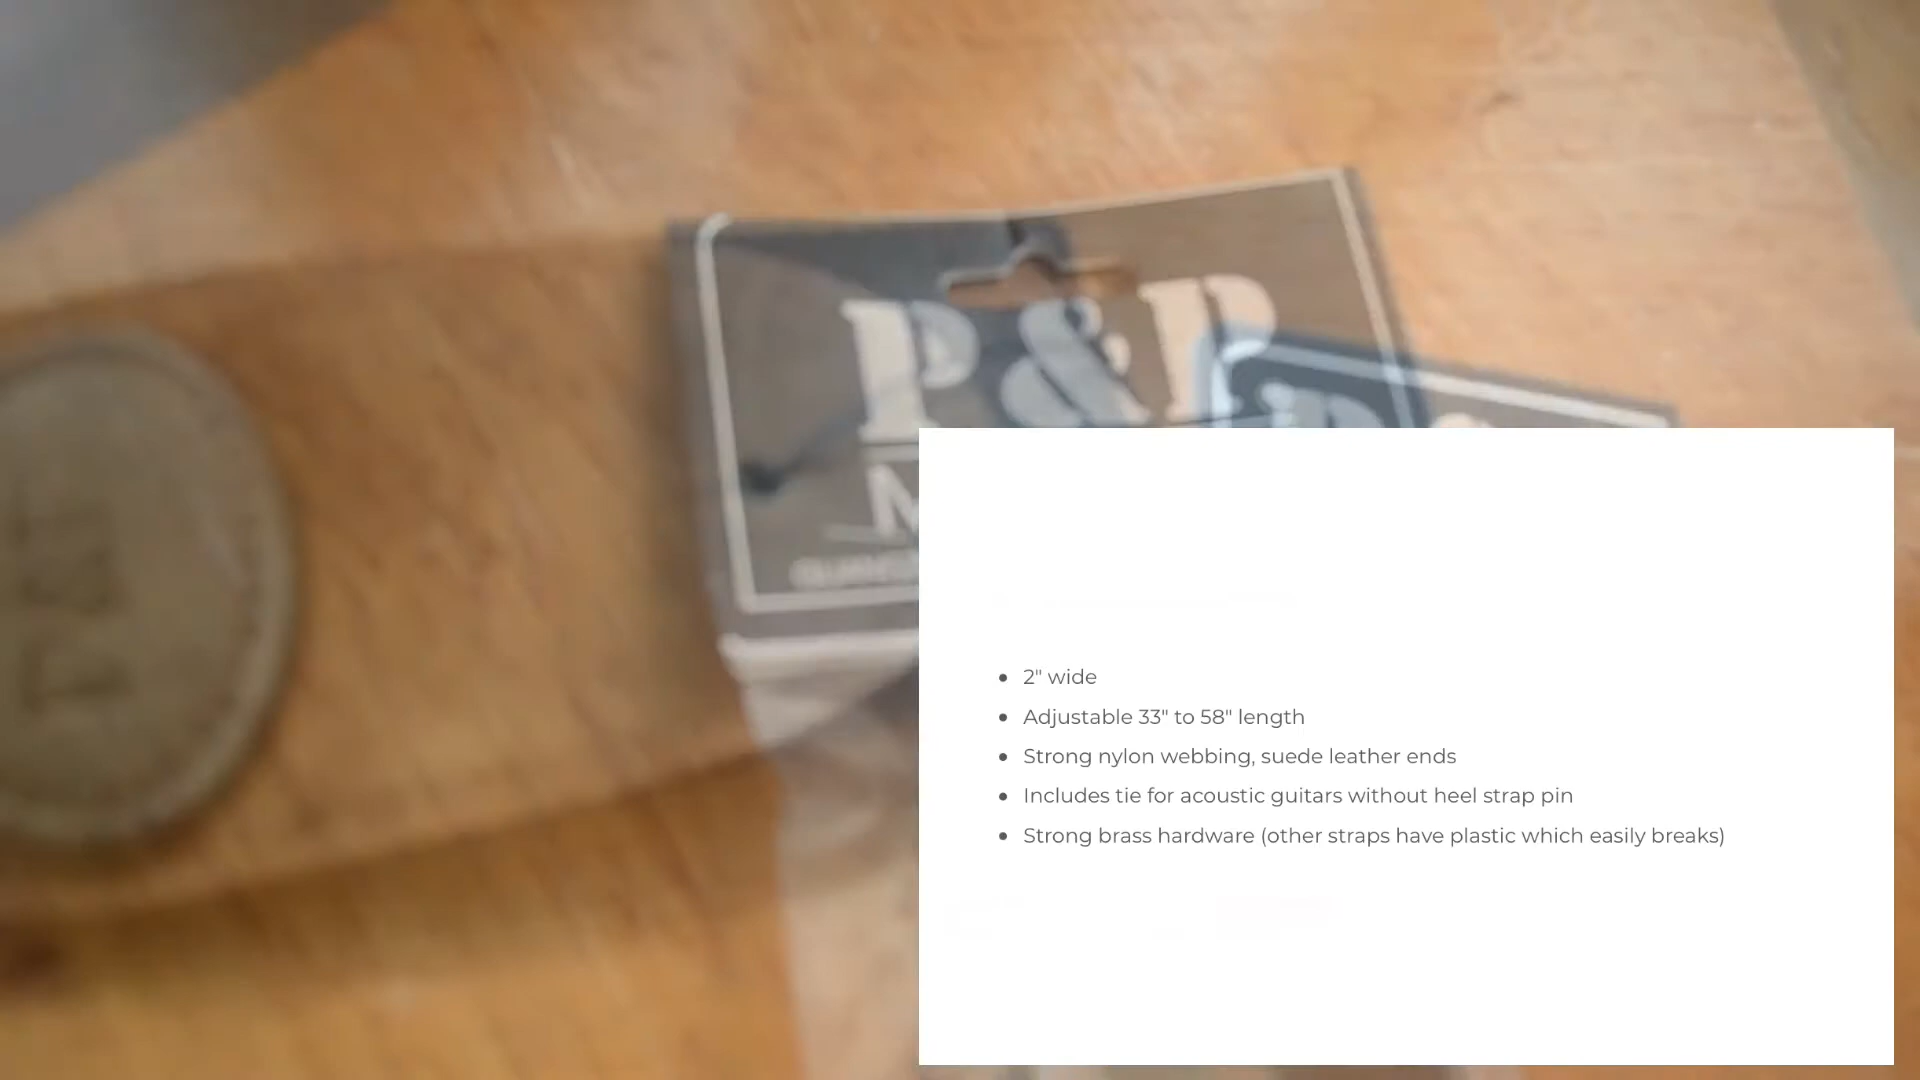 P&P
2" wide
Adjustable 33" to 58" length
Strong nylon webbing, suede leather ends
Includes tie for acoustic guitars without heel strap pin
Strong brass hardware (other straps have plastic which easily breaks)